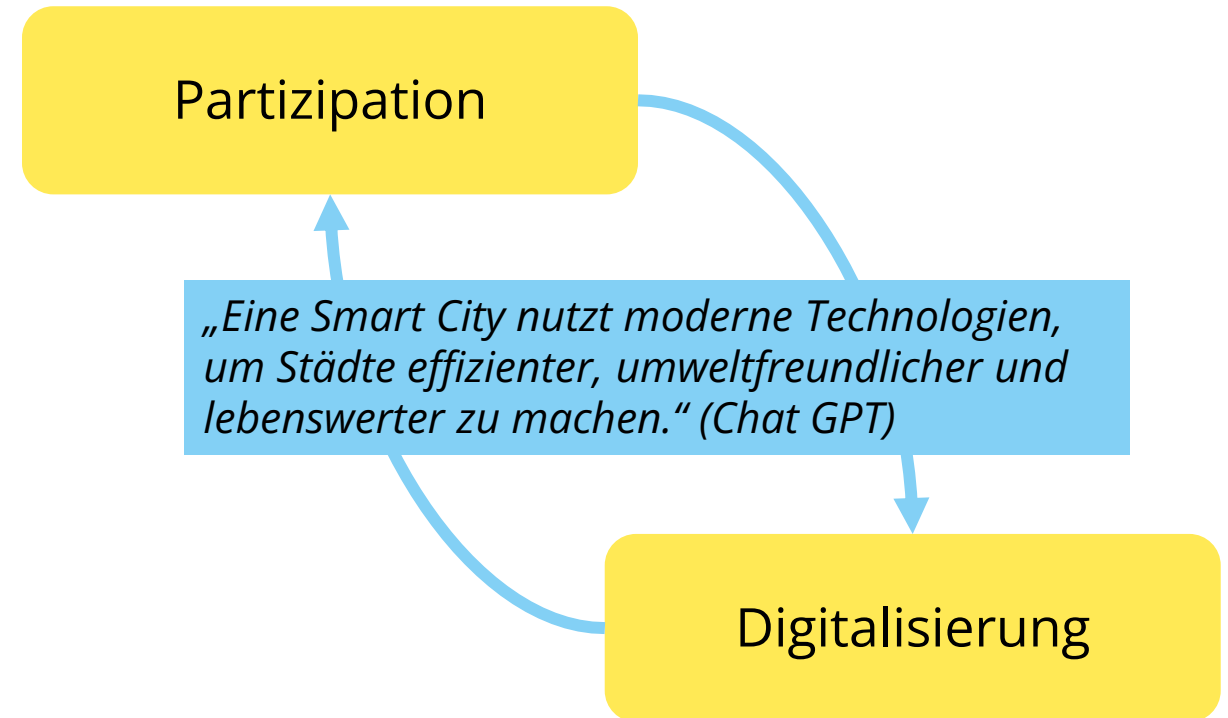 Partizipation
„Eine Smart City nutzt moderne Technologien,
um Städte effizienter, umweltfreundlicher und
lebenswerter zu machen.“ (Chat GPT)
Digitalisierung